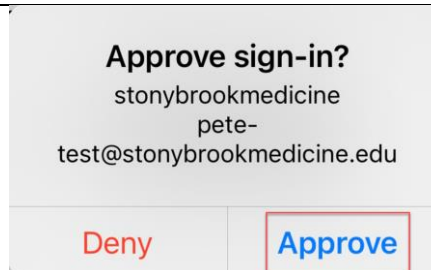 Approve sign-in?
stonybrookmedicine
pete-
test@stonybrookmedicine.edu
Deny
Approve